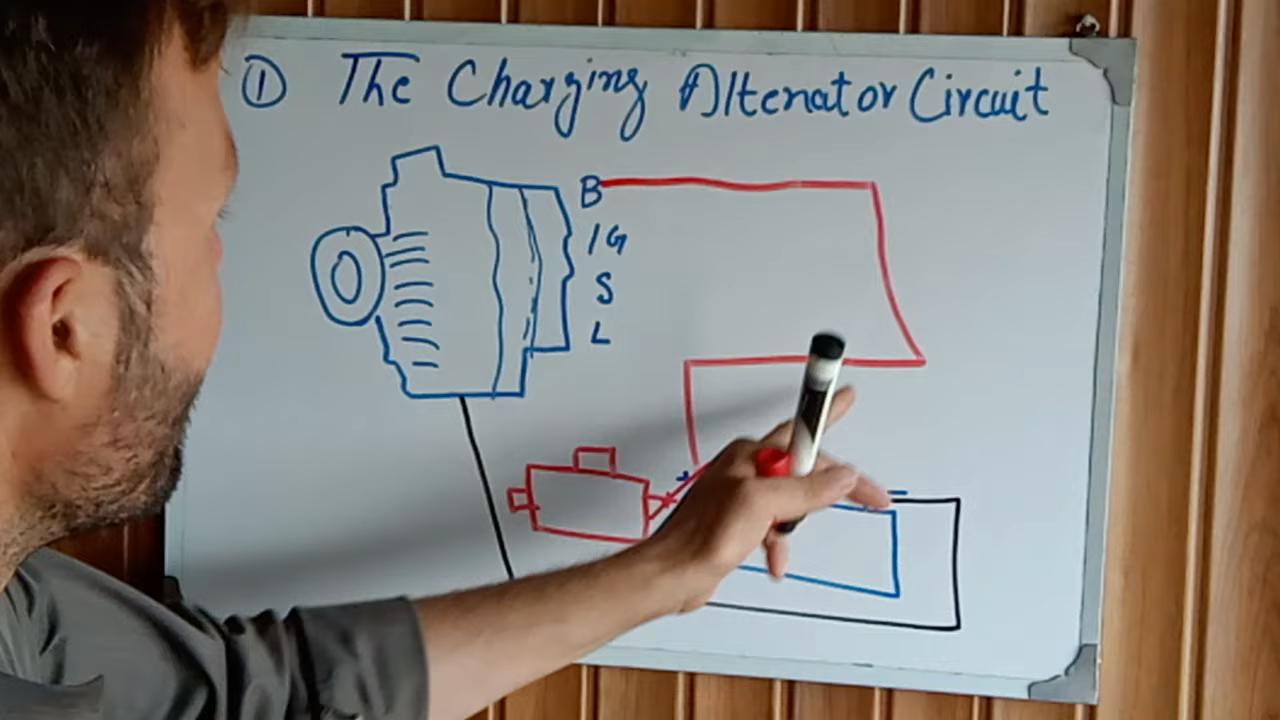 ① The Charging Alternator Circuit
B
IG
S
L
+ -